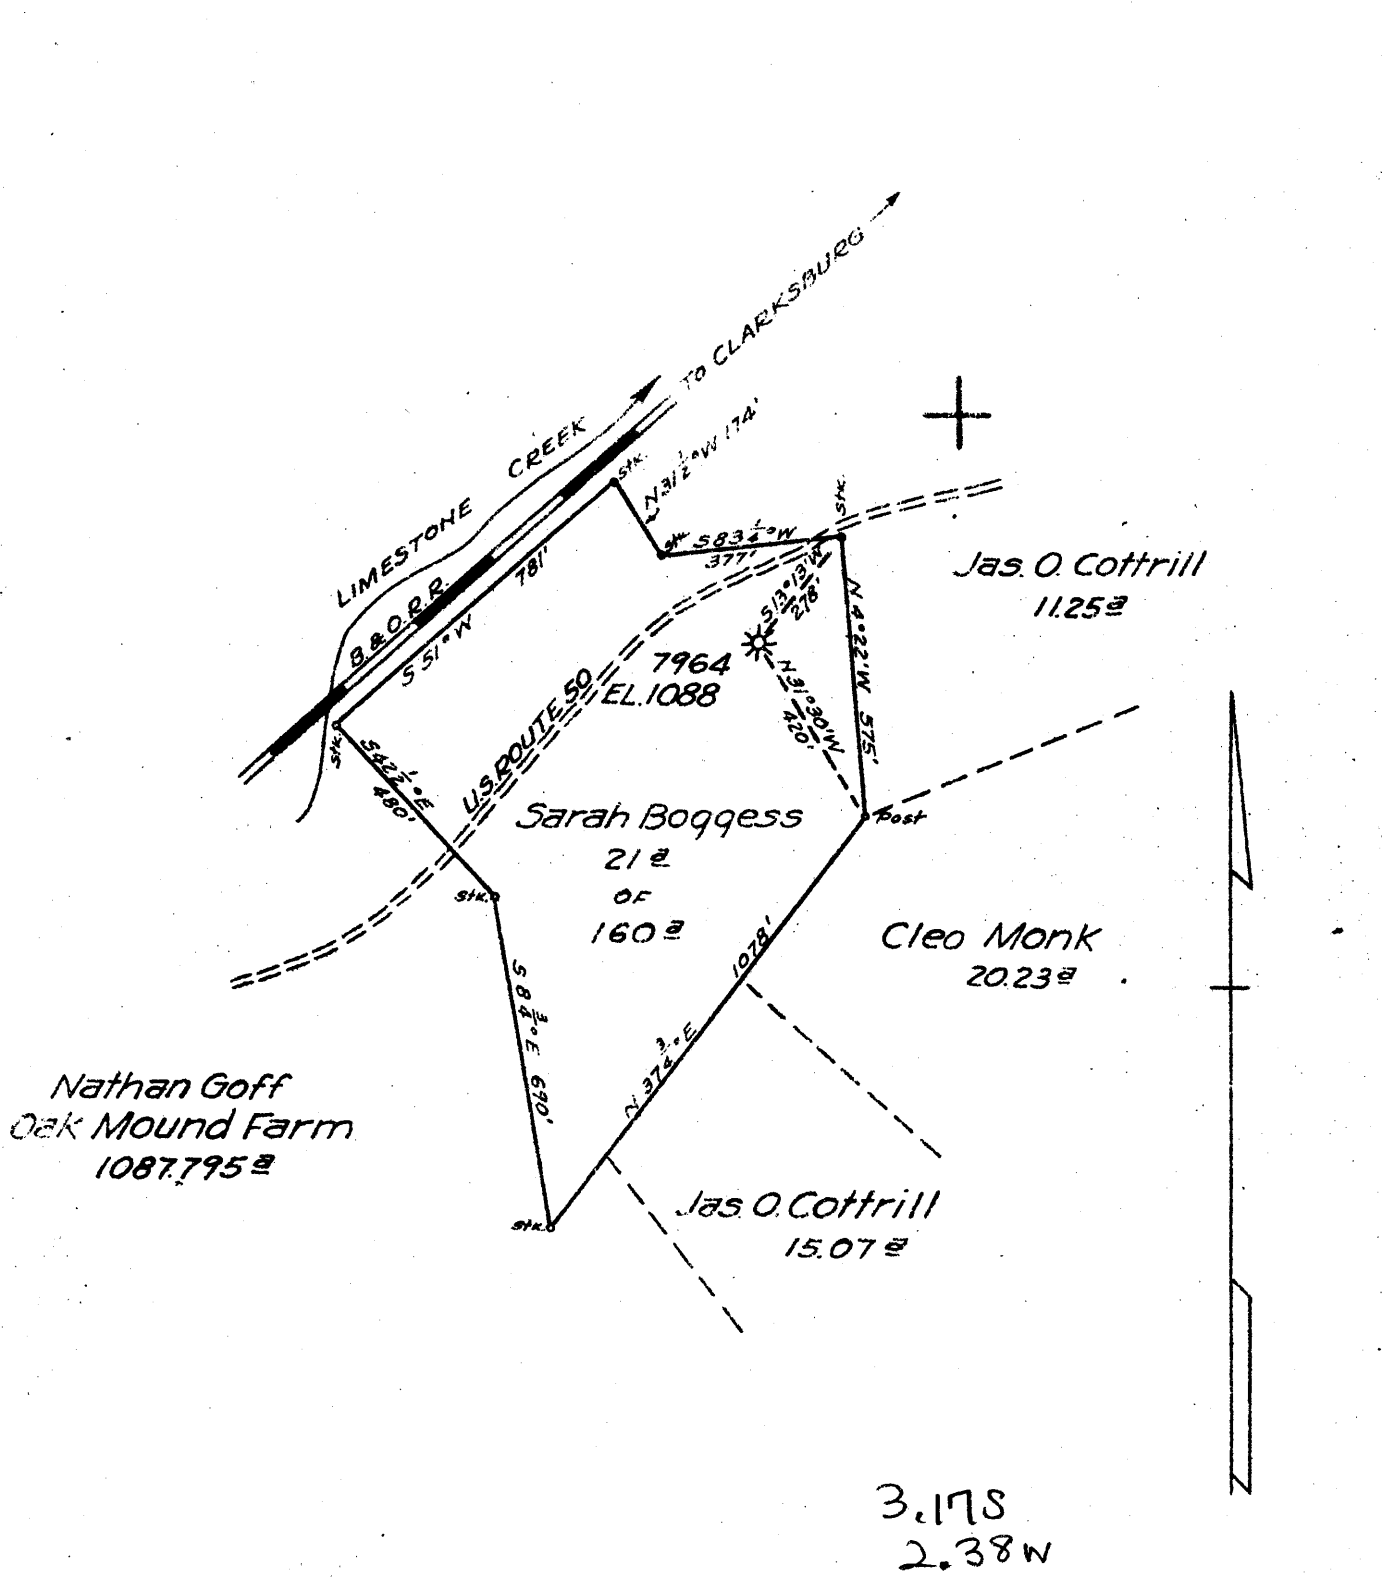 TO CLARKSBURG
LIMESTONE CREEK
B. & O. R. R.
stk.
N 31½° W 174'
stk.
S 83¼° W
377'
stk.
S 51° W
781'
S 13° 13' W
278'
N 4° 22' W 575'
Jas. O. Cottrill
11.25 a
7964
EL. 1088
N 31° 30' W
420'
U.S. ROUTE 50
stk.
S 42½° E
480'
Sarah Boggess
21 a
OF
160 a
Post
stk.
Cleo Monk
20.23 a
S 8¾° E 690'
N 37¾° E
1078'
Nathan Goff
Oak Mound Farm
1087.795 a
stk.
Jas. O. Cottrill
15.07 a
3.17 S
2.38 W